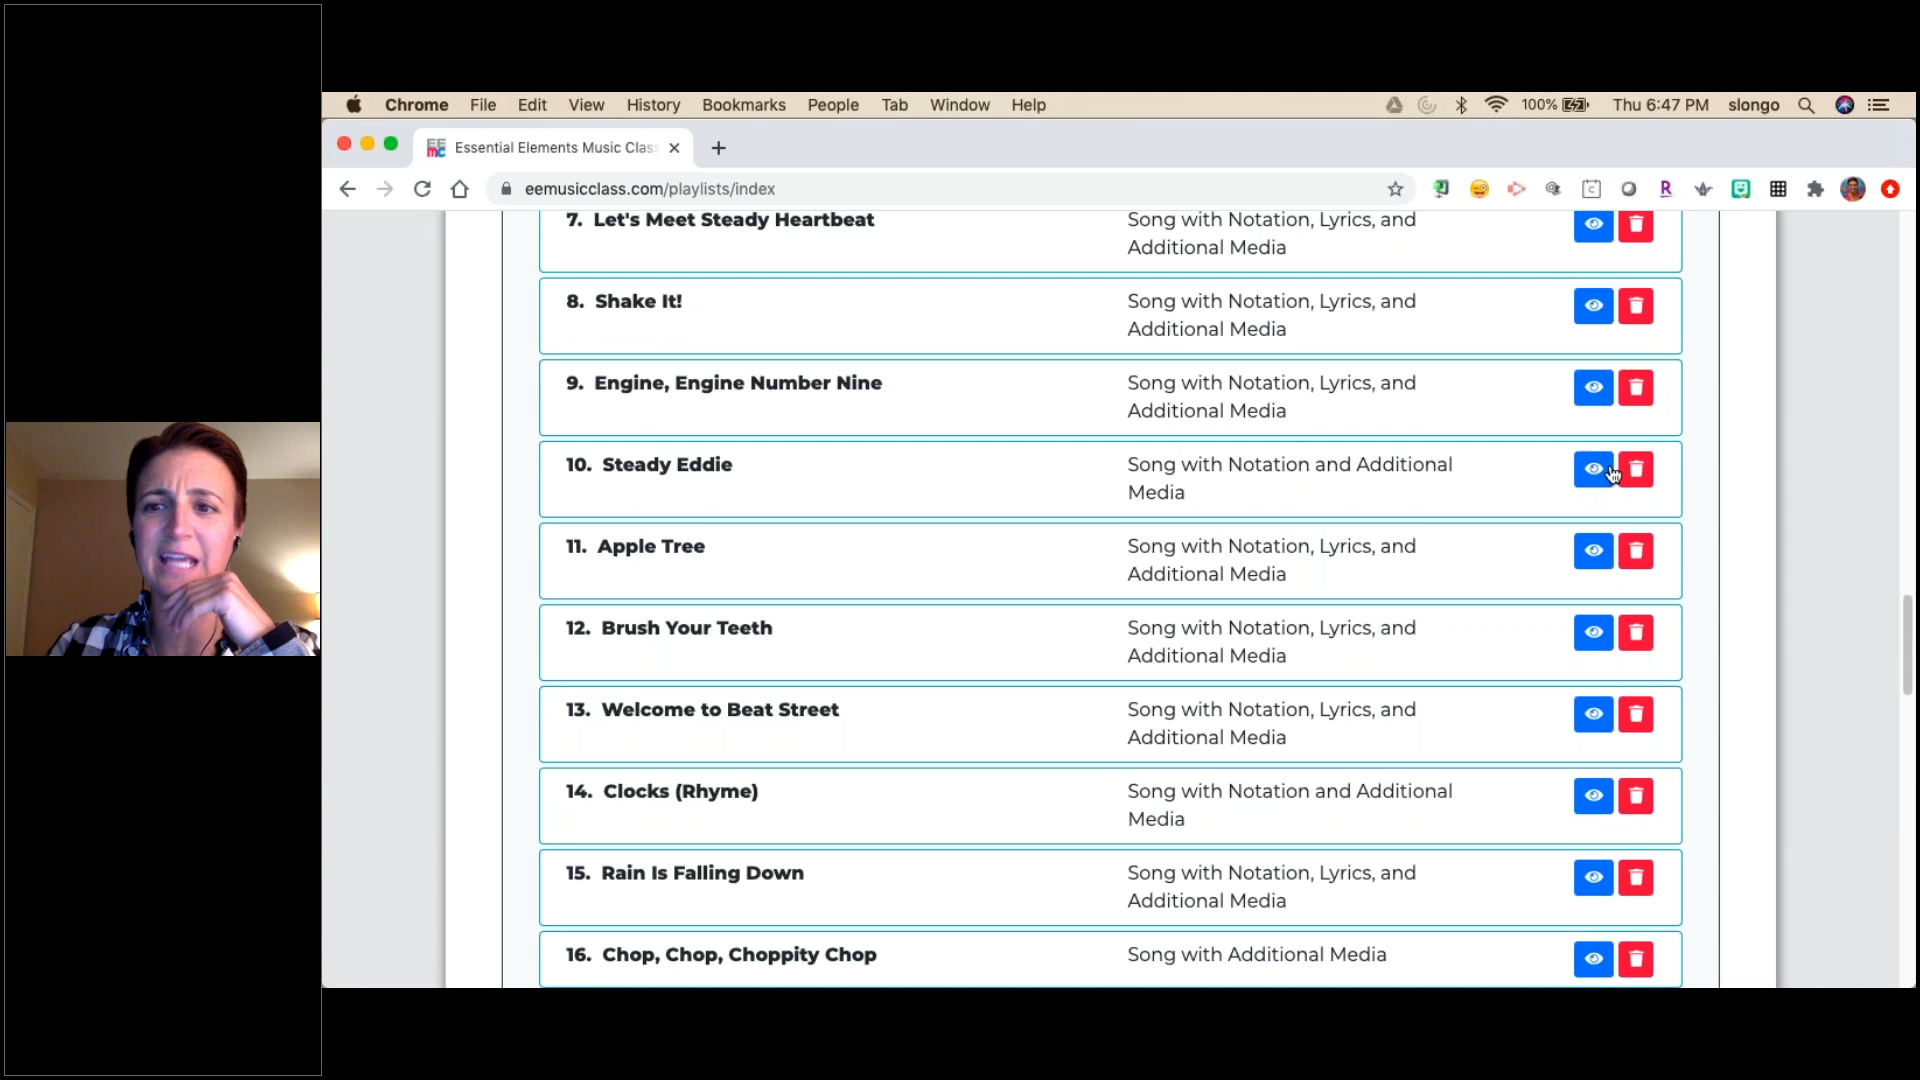 Chrome File Edit View History Bookmarks People Tab Window Help 100% Thu 6:47 PM slongo
Essential Elements Music Clas
eemusicclass.com/playlists/index
7. Let's Meet Steady Heartbeat
Song with Notation, Lyrics, and
Additional Media
8. Shake It!
Song with Notation, Lyrics, and
Additional Media
9. Engine, Engine Number Nine
Song with Notation, Lyrics, and
Additional Media
10. Steady Eddie
Song with Notation and Additional
Media
11. Apple Tree
Song with Notation, Lyrics, and
Additional Media
12. Brush Your Teeth
Song with Notation, Lyrics, and
Additional Media
13. Welcome to Beat Street
Song with Notation, Lyrics, and
Additional Media
14. Clocks (Rhyme)
Song with Notation and Additional
Media
15. Rain Is Falling Down
Song with Notation, Lyrics, and
Additional Media
16. Chop, Chop, Choppity Chop
Song with Additional Media